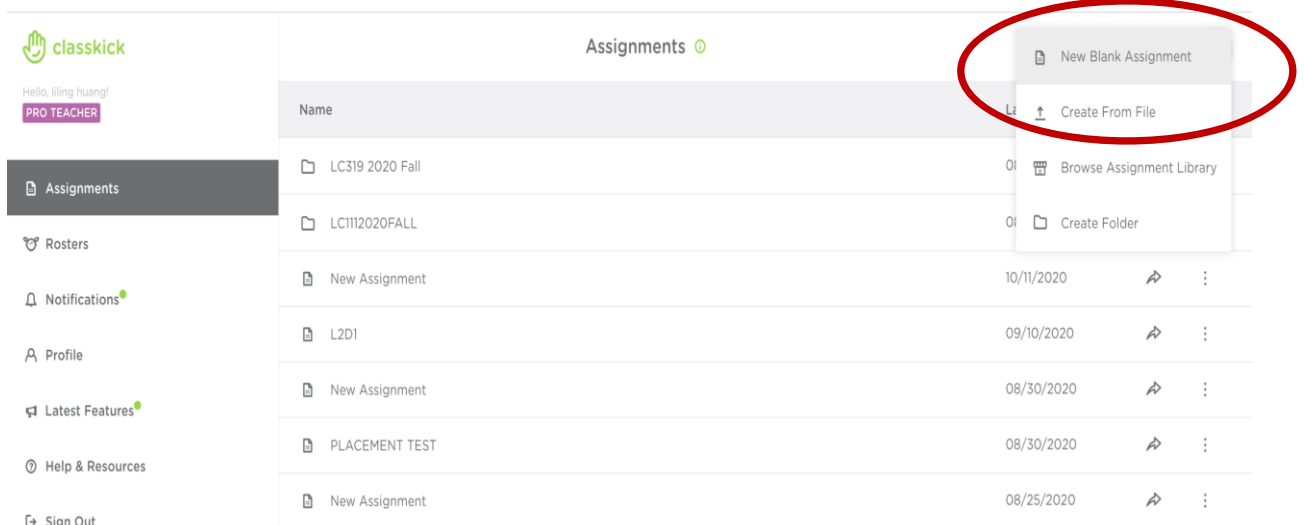 classkick
Assignments
New Blank Assignment
Hello, liling huang!
PRO TEACHER
Name
Create From File
LC319 2020 Fall
Browse Assignment Library
Assignments
LC1112020FALL
Create Folder
Rosters
New Assignment 10/11/2020
Notifications
L2D1 09/10/2020
Profile
New Assignment 08/30/2020
Latest Features
PLACEMENT TEST 08/30/2020
Help & Resources
New Assignment 08/25/2020
Sign Out